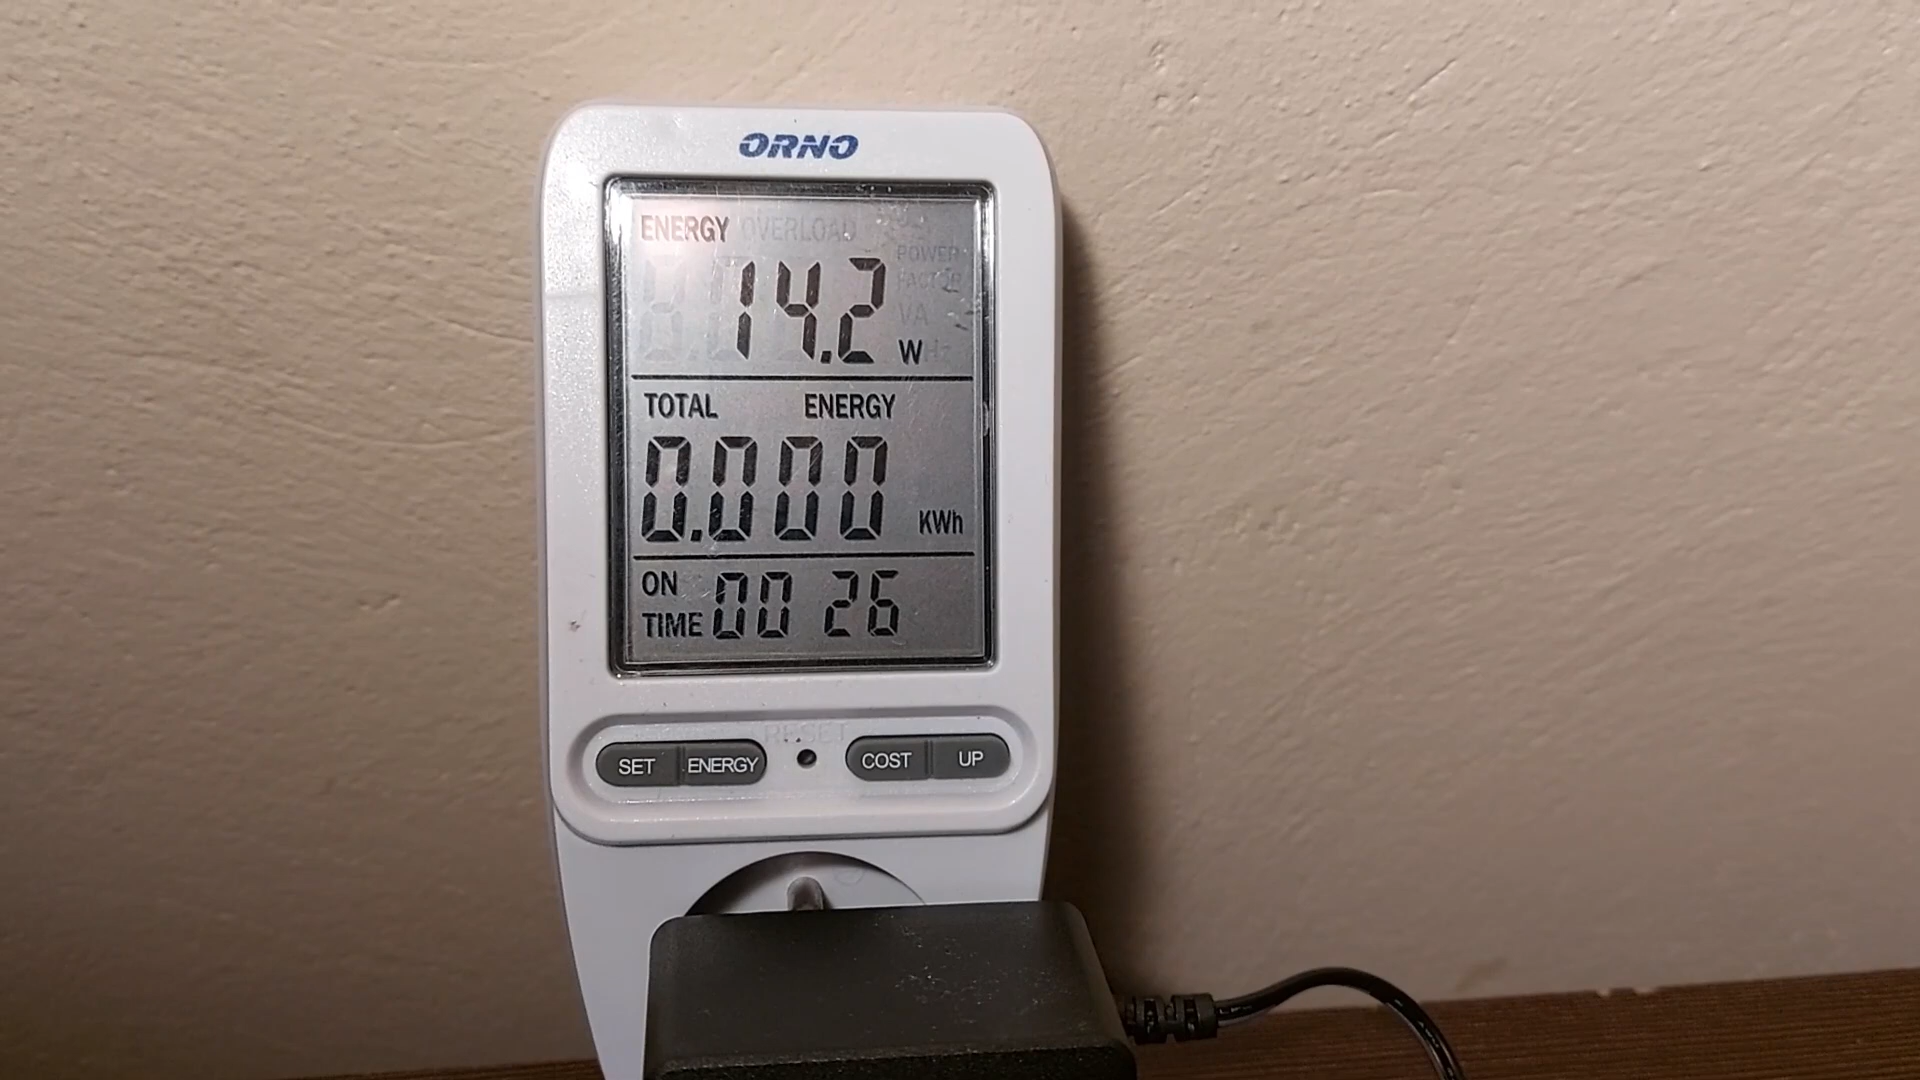 ORNO
ENERGY OVERLOAD
POWER
FACTOR
VA
14.2
W Hz
TOTAL ENERGY
0.000 KWh
ON
TIME 00 26
RESET
SET ENERGY COST UP